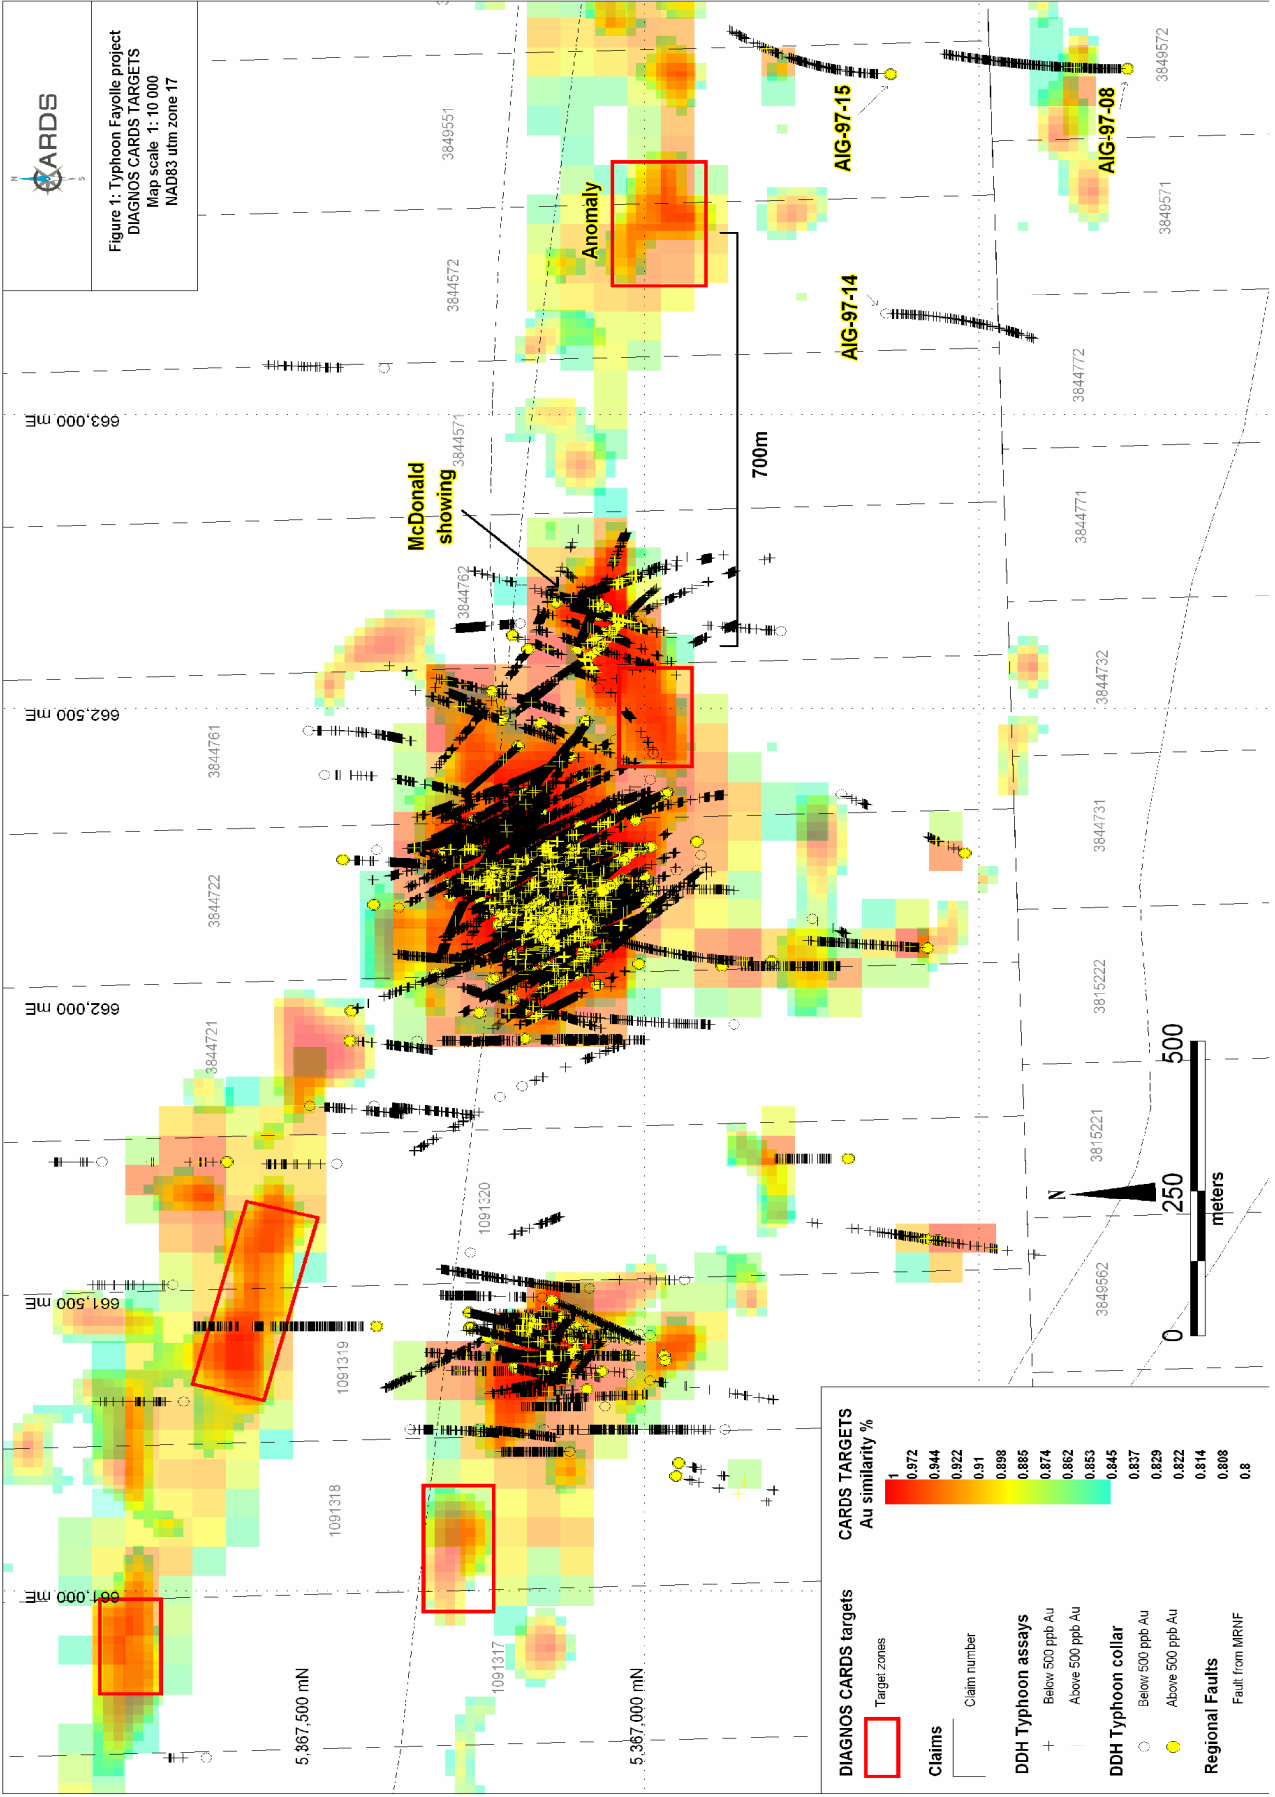 CARDS
N
S
Figure 1: Typhoon Fayolle project
DIAGNOS CARDS TARGETS
Map scale 1: 10 000
NAD83 utm zone 17
661,000 mE
661,500 mE
662,000 mE
662,500 mE
663,000 mE
5,367,500 mN
5,367,000 mN
3844721
3844722
3844761
3844762
3844571
3844572
3849551
1091317
1091318
1091319
1091320
3849562
3815221
3815222
3844731
3844732
3844771
3844772
3849571
3849572
McDonald
showing
Anomaly
700m
AIG-97-14
AIG-97-15
AIG-97-08
N
0
250
500
meters
DIAGNOS CARDS targets
Target zones
Claims
Claim number
DDH Typhoon assays
Below 500 ppb Au
Above 500 ppb Au
DDH Typhoon collar
Below 500 ppb Au
Above 500 ppb Au
Regional Faults
Fault from MRNF
CARDS TARGETS
Au similarity %
1
0.972
0.944
0.922
0.91
0.898
0.885
0.874
0.862
0.853
0.845
0.837
0.829
0.822
0.814
0.808
0.8